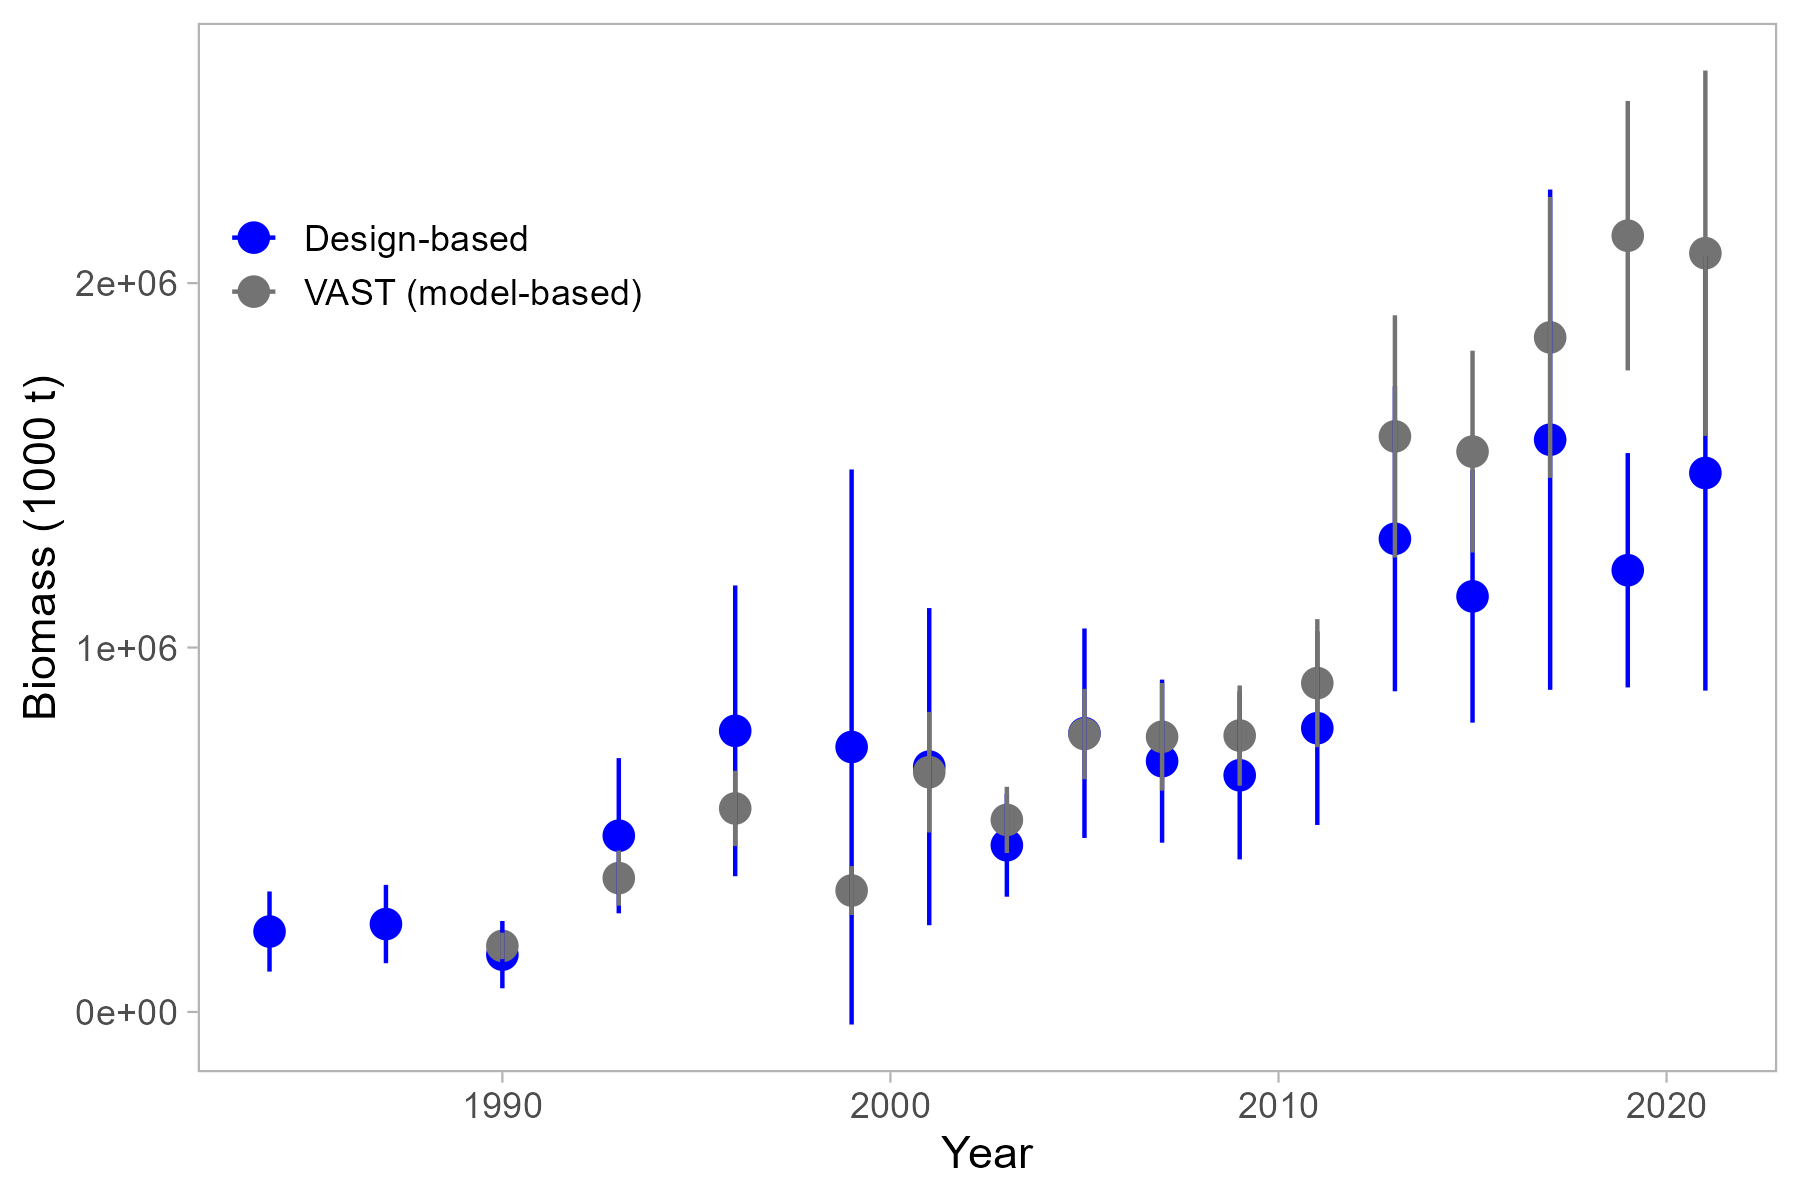 Design-based
VAST (model-based)
Biomass (1000 t)
2e+06
1e+06
0e+00
1990
2000
2010
2020
Year